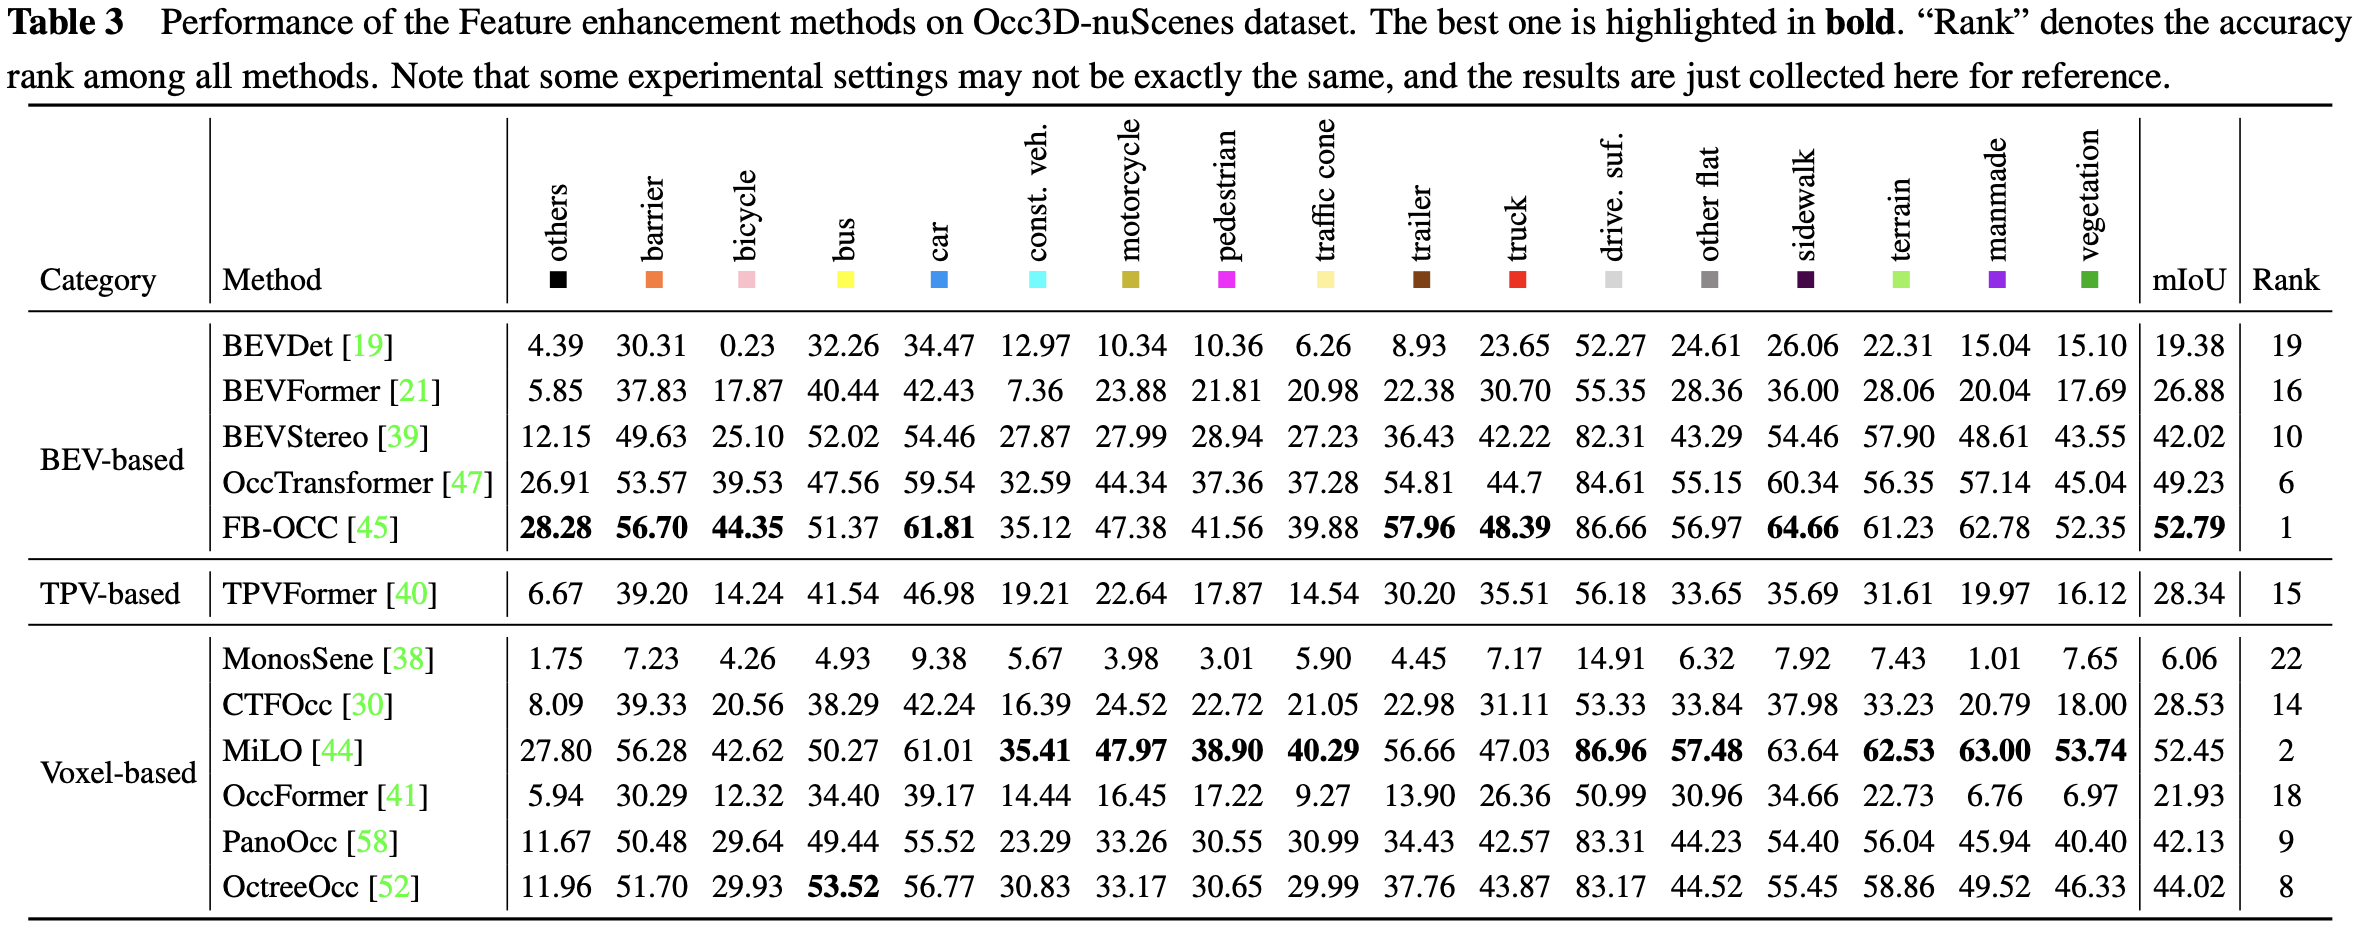 Table 3 Performance of the Feature enhancement methods on Occ3D-nuScenes dataset. The best one is highlighted in bold. “Rank” denotes the accuracy
rank among all methods. Note that some experimental settings may not be exactly the same, and the results are just collected here for reference.
Category Method others barrier bicycle bus car const. veh. motorcycle pedestrian traffic cone trailer truck drive. suf. other flat sidewalk terrain manmade vegetation mIoU Rank
BEVDet [19] 4.39 30.31 0.23 32.26 34.47 12.97 10.34 10.36 6.26 8.93 23.65 52.27 24.61 26.06 22.31 15.04 15.10 19.38 19
BEVFormer [21] 5.85 37.83 17.87 40.44 42.43 7.36 23.88 21.81 20.98 22.38 30.70 55.35 28.36 36.00 28.06 20.04 17.69 26.88 16
BEVStereo [39] 12.15 49.63 25.10 52.02 54.46 27.87 27.99 28.94 27.23 36.43 42.22 82.31 43.29 54.46 57.90 48.61 43.55 42.02 10
BEV-based
OccTransformer [47] 26.91 53.57 39.53 47.56 59.54 32.59 44.34 37.36 37.28 54.81 44.7 84.61 55.15 60.34 56.35 57.14 45.04 49.23 6
FB-OCC [45] 28.28 56.70 44.35 51.37 61.81 35.12 47.38 41.56 39.88 57.96 48.39 86.66 56.97 64.66 61.23 62.78 52.35 52.79 1
TPV-based TPVFormer [40] 6.67 39.20 14.24 41.54 46.98 19.21 22.64 17.87 14.54 30.20 35.51 56.18 33.65 35.69 31.61 19.97 16.12 28.34 15
MonosSene [38] 1.75 7.23 4.26 4.93 9.38 5.67 3.98 3.01 5.90 4.45 7.17 14.91 6.32 7.92 7.43 1.01 7.65 6.06 22
CTFOcc [30] 8.09 39.33 20.56 38.29 42.24 16.39 24.52 22.72 21.05 22.98 31.11 53.33 33.84 37.98 33.23 20.79 18.00 28.53 14
MiLO [44] 27.80 56.28 42.62 50.27 61.01 35.41 47.97 38.90 40.29 56.66 47.03 86.96 57.48 63.64 62.53 63.00 53.74 52.45 2
Voxel-based
OccFormer [41] 5.94 30.29 12.32 34.40 39.17 14.44 16.45 17.22 9.27 13.90 26.36 50.99 30.96 34.66 22.73 6.76 6.97 21.93 18
PanoOcc [58] 11.67 50.48 29.64 49.44 55.52 23.29 33.26 30.55 30.99 34.43 42.57 83.31 44.23 54.40 56.04 45.94 40.40 42.13 9
OctreeOcc [52] 11.96 51.70 29.93 53.52 56.77 30.83 33.17 30.65 29.99 37.76 43.87 83.17 44.52 55.45 58.86 49.52 46.33 44.02 8